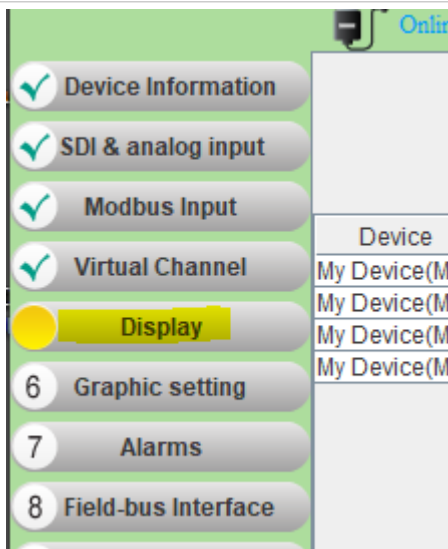 Onlin
Device Information
SDI & analog input
Modbus Input
Virtual Channel
Display
6 Graphic setting
7 Alarms
8 Field-bus Interface
Device
My Device(M
My Device(M
My Device(M
My Device(M